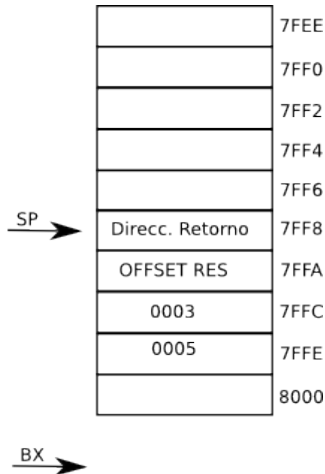 7FEE
7FF0
7FF2
7FF4
7FF6
SP Direcc. Retorno 7FF8
OFFSET RES 7FFA
0003 7FFC
0005 7FFE
8000
BX